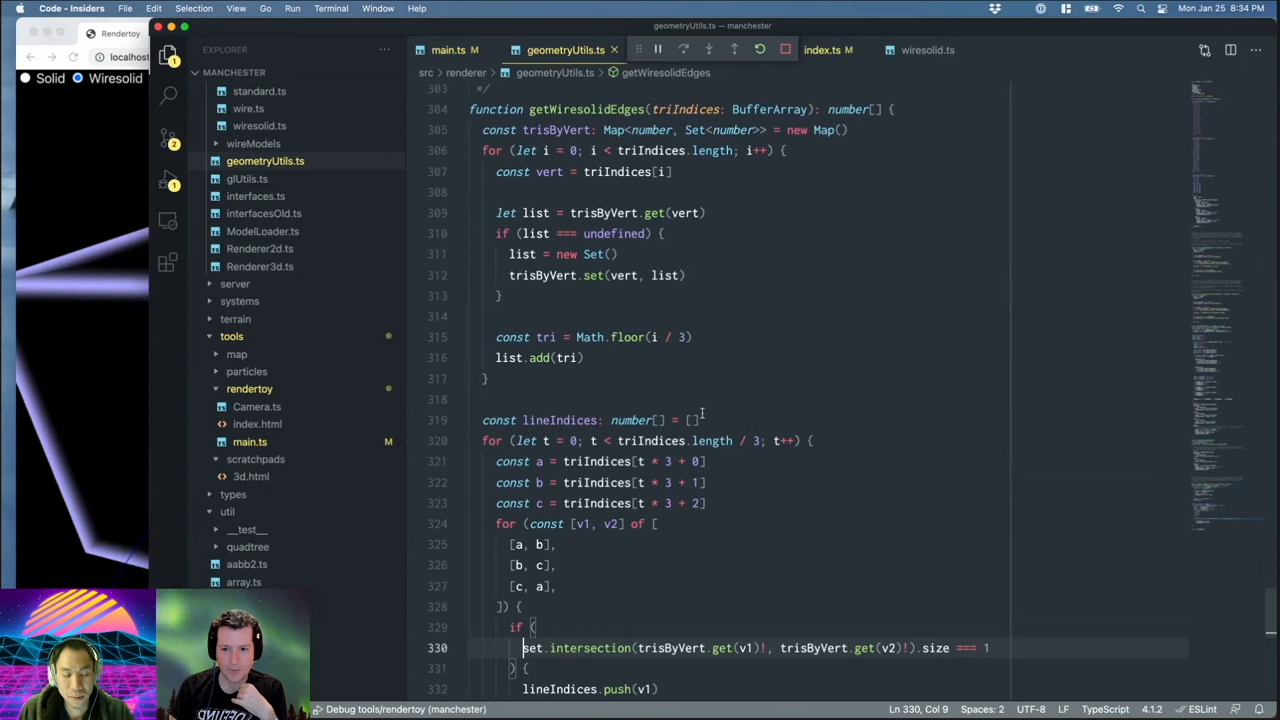 Code - Insiders File Edit Selection View Go Run Terminal Window Help Mon Jan 25 8:34 PM
geometryUtils.ts — manchester
Rendertoy
localhos
Solid Wiresolid
EXPLORER
MANCHESTER
standard.ts
wire.ts
wiresolid.ts
wireModels
geometryUtils.ts
glUtils.ts
interfaces.ts
interfacesOld.ts
ModelLoader.ts
Renderer2d.ts
Renderer3d.ts
server
systems
terrain
tools
map
particles
rendertoy
Camera.ts
index.html
main.ts M
scratchpads
3d.html
types
util
__test__
quadtree
aabb2.ts
array.ts
1
2
1
main.ts M geometryUtils.ts index.ts M wiresolid.ts
src › renderer › geometryUtils.ts › getWiresolidEdges
303 */
304 function getWiresolidEdges(triIndices: BufferArray): number[] {
305 const trisByVert: Map<number, Set<number>> = new Map()
306 for (let i = 0; i < triIndices.length; i++) {
307 const vert = triIndices[i]
308
309 let list = trisByVert.get(vert)
310 if (list === undefined) {
311 list = new Set()
312 trisByVert.set(vert, list)
313 }
314
315 const tri = Math.floor(i / 3)
316 list.add(tri)
317 }
318
319 const lineIndices: number[] = []
320 for (let t = 0; t < triIndices.length / 3; t++) {
321 const a = triIndices[t * 3 + 0]
322 const b = triIndices[t * 3 + 1]
323 const c = triIndices[t * 3 + 2]
324 for (const [v1, v2] of [
325 [a, b],
326 [b, c],
327 [c, a],
328 ]) {
329 if (
330 set.intersection(trisByVert.get(v1)!, trisByVert.get(v2)!).size === 1
331 ) {
lineIndices.push(v1)
Debug tools/rendertoy (manchester) Ln 330, Col 9 Spaces: 2 UTF-8 LF TypeScript 4.1.2 ESLint